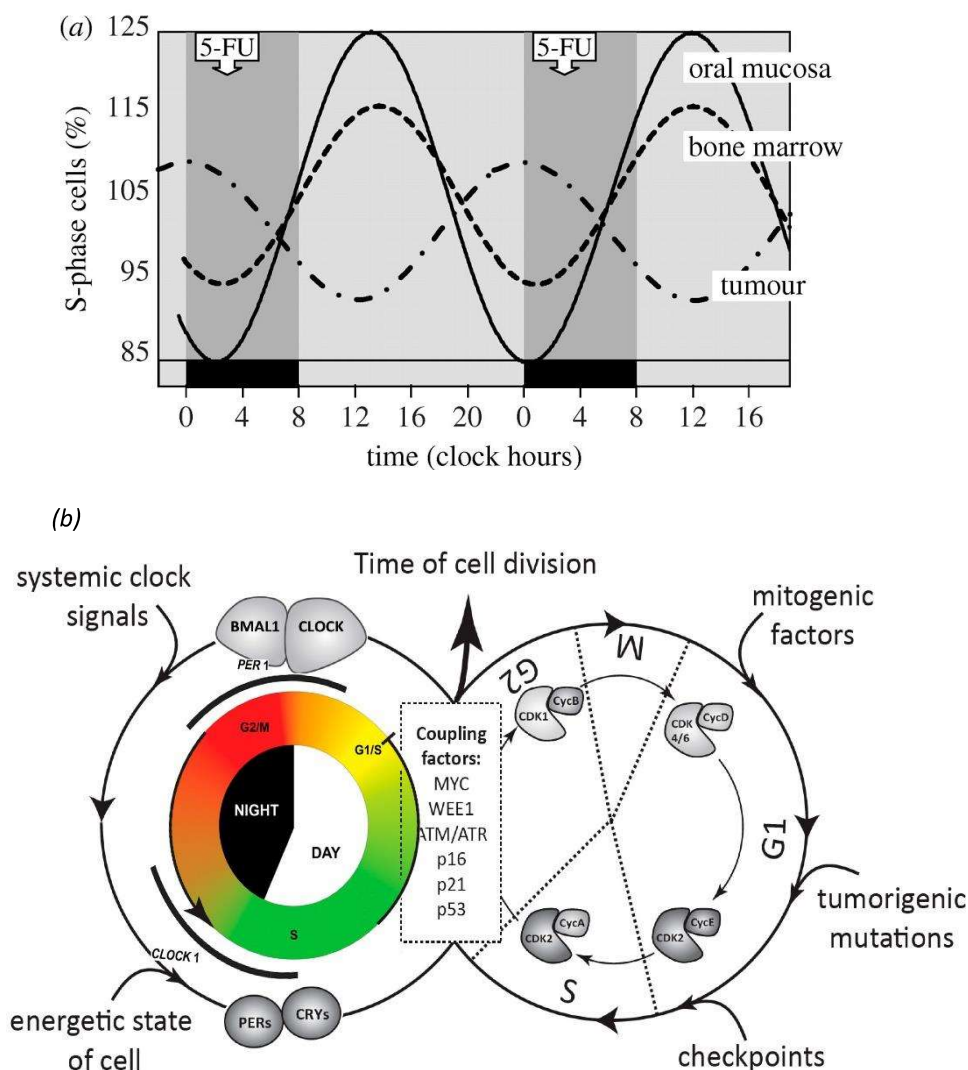 (a)
125
115
105
95
85
S-phase cells (%)
5-FU
5-FU
oral mucosa
bone marrow
tumour
0 4 8 12 16 20 0 4 8 12 16
time (clock hours)
(b)
systemic clock
signals
Time of cell division
mitogenic
factors
BMAL1
CLOCK
PER 1
G2/M
G1/S
NIGHT
DAY
S
CLOCK 1
PERs
CRYs
energetic state
of cell
Coupling
factors:
MYC
WEE1
ATM/ATR
p16
p21
p53
G2
M
G1
S
CDK1
CycB
CDK
4/6
CycD
CDK2
CycE
CDK2
CycA
tumorigenic
mutations
checkpoints